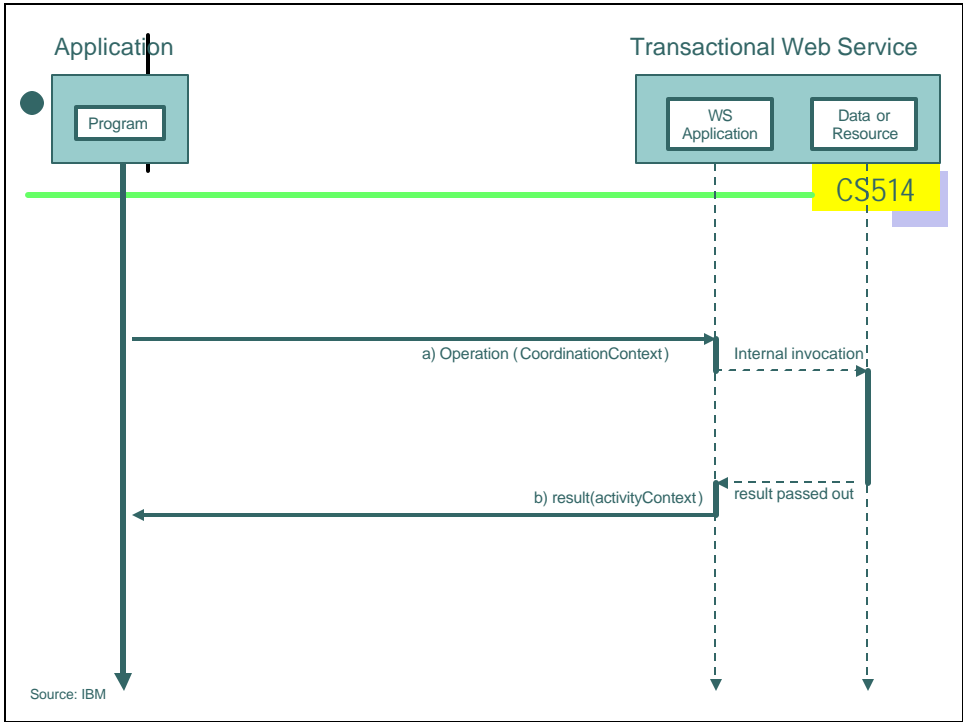 Application
Transactional Web Service
Program
WS
Application
Data or
Resource
CS514
a) Operation (CoordinationContext)
Internal invocation
b) result(activityContext)
result passed out
Source: IBM